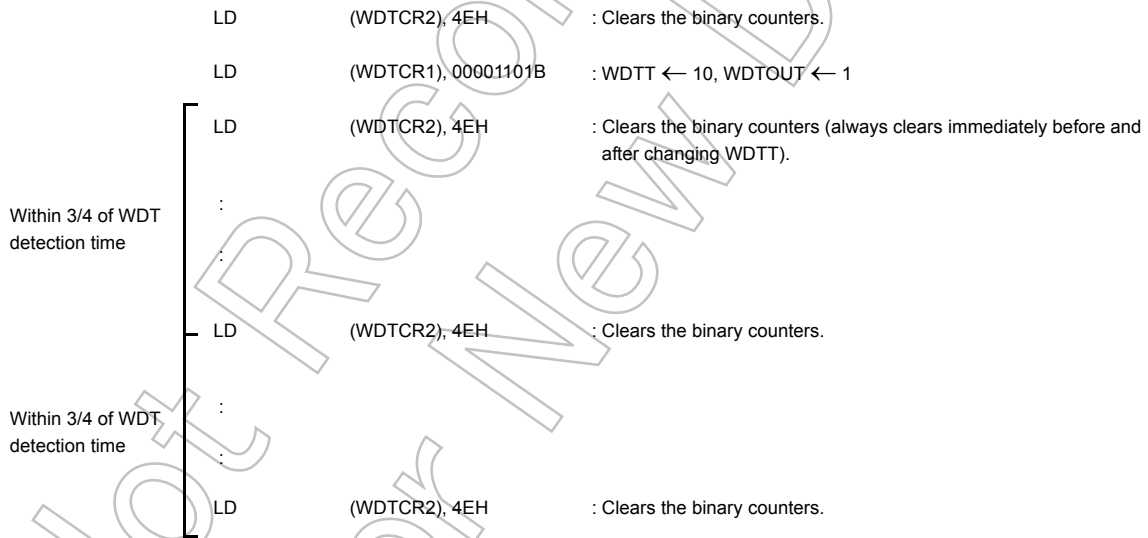 LD (WDTCR2), 4EH : Clears the binary counters.
LD (WDTCR1), 00001101B : WDTT ← 10, WDTOUT ← 1
LD (WDTCR2), 4EH : Clears the binary counters (always clears immediately before and
after changing WDTT).
Within 3/4 of WDT
detection time
:
:
LD (WDTCR2), 4EH : Clears the binary counters.
Within 3/4 of WDT
detection time
:
:
LD (WDTCR2), 4EH : Clears the binary counters.